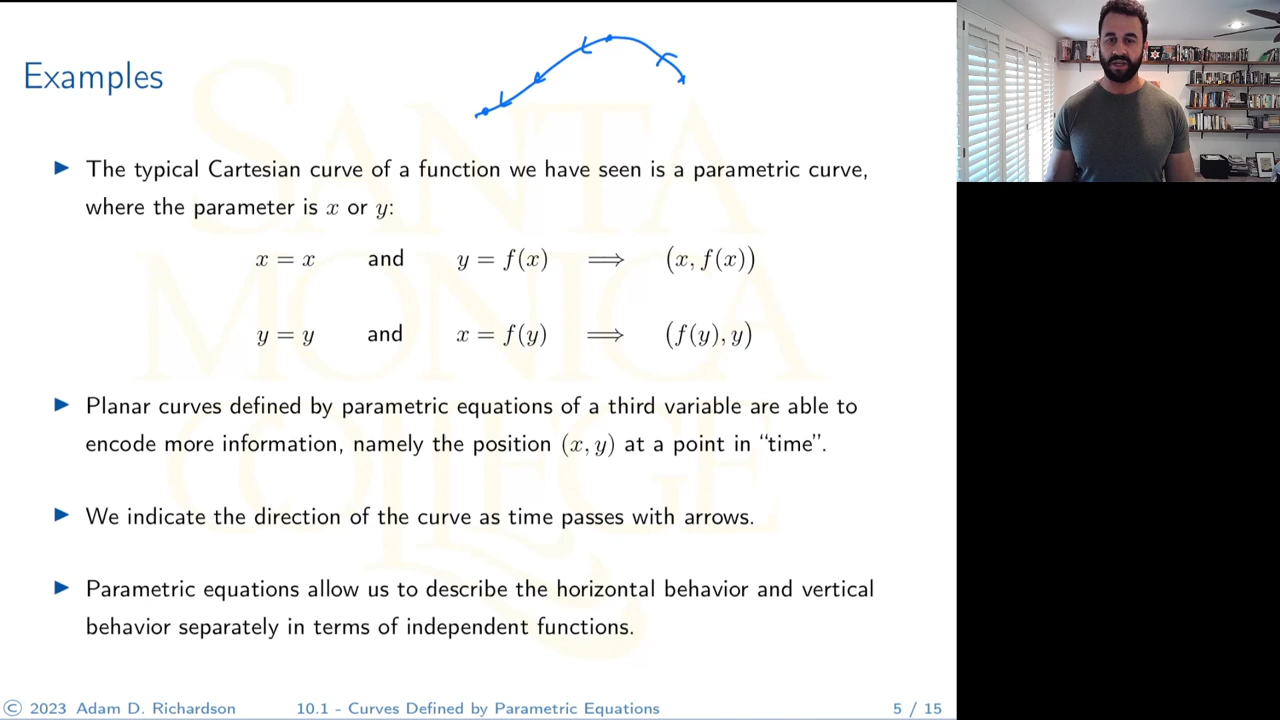 Examples
▶ The typical Cartesian curve of a function we have seen is a parametric curve,
where the parameter is x or y:
x = x and y = f(x) ⟹ (x, f(x))
y = y and x = f(y) ⟹ (f(y), y)
▶ Planar curves defined by parametric equations of a third variable are able to
encode more information, namely the position (x, y) at a point in “time”.
▶ We indicate the direction of the curve as time passes with arrows.
▶ Parametric equations allow us to describe the horizontal behavior and vertical
behavior separately in terms of independent functions.
© 2023 Adam D. Richardson 10.1 - Curves Defined by Parametric Equations 5 / 15
SANTA
MONICA
COLLEGE